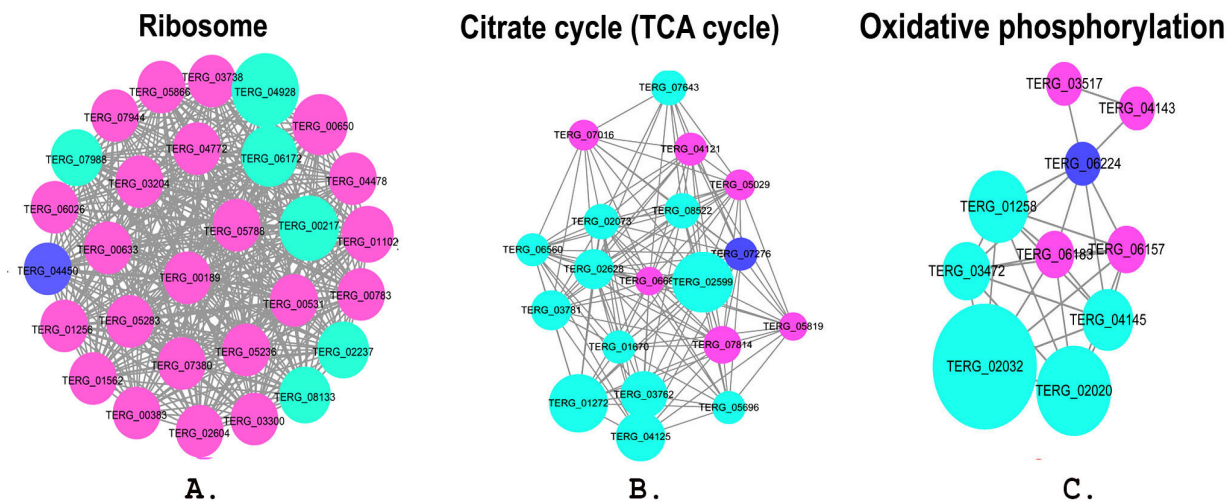 Ribosome
TERG_03738
TERG_05866
TERG_04928
TERG_07944
TERG_00650
TERG_04772
TERG_07988
TERG_06172
TERG_04478
TERG_03204
TERG_06026
TERG_00217
TERG_05788
TERG_01102
TERG_00633
TERG_04450
TERG_00189
TERG_00783
TERG_00531
TERG_05283
TERG_01256
TERG_05236
TERG_02237
TERG_07380
TERG_01562
TERG_08133
TERG_00383
TERG_03300
TERG_02604
A.
Citrate cycle (TCA cycle)
TERG_07643
TERG_07016
TERG_04121
TERG_05029
TERG_08522
TERG_02073
TERG_06560
TERG_07276
TERG_02628
TERG_02599
TERG_03781
TERG_05819
TERG_01670
TERG_07814
TERG_03762
TERG_01272
TERG_05696
TERG_04125
B.
Oxidative phosphorylation
TERG_03517
TERG_04143
TERG_06224
TERG_01258
TERG_06183
TERG_06157
TERG_03472
TERG_04145
TERG_02032
TERG_02020
C.